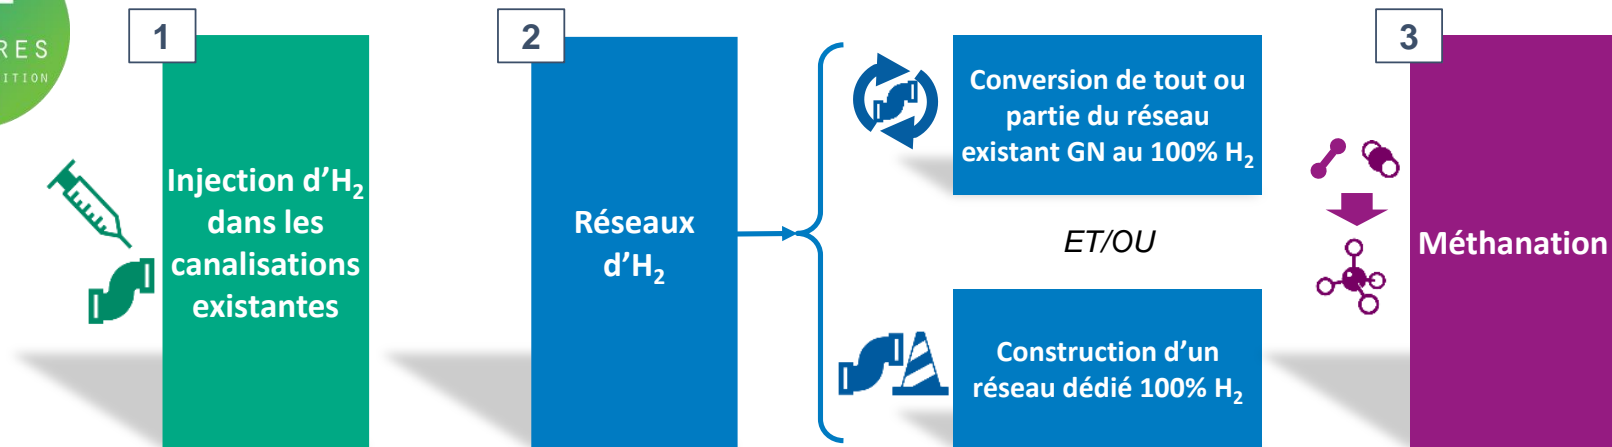 RES
ITION
1
Injection d’H₂
dans les
canalisations
existantes
2
Réseaux
d’H₂
Conversion de tout ou
partie du réseau
existant GN au 100% H₂
ET/OU
Construction d’un
réseau dédié 100% H₂
3
Méthanation